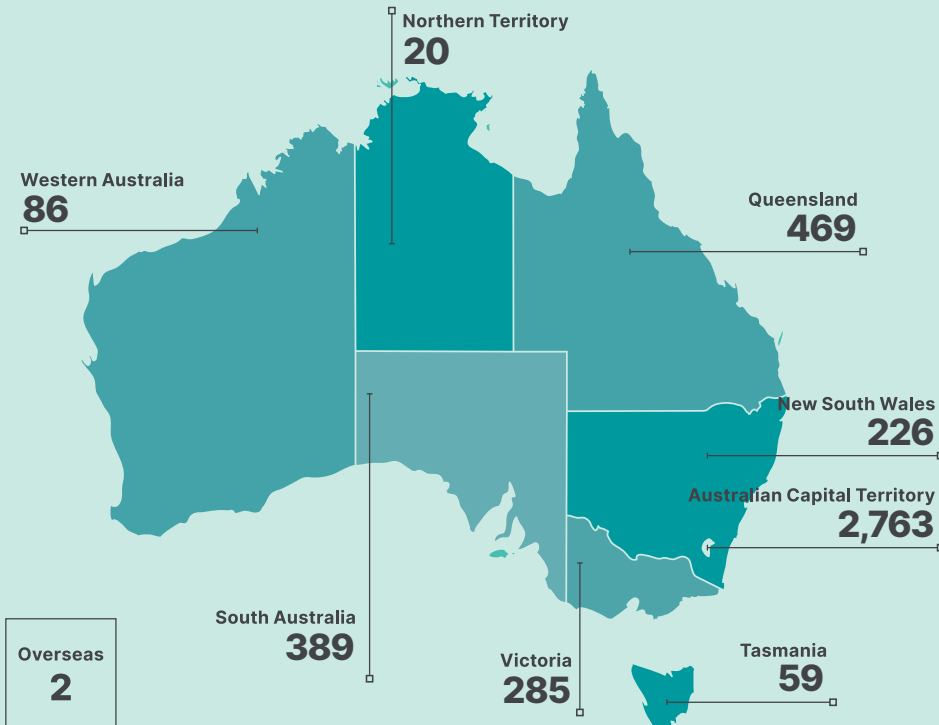 Northern Territory
20
Western Australia
86
Queensland
469
New South Wales
226
Australian Capital Territory
2,763
South Australia
389
Overseas
2
Victoria
285
Tasmania
59